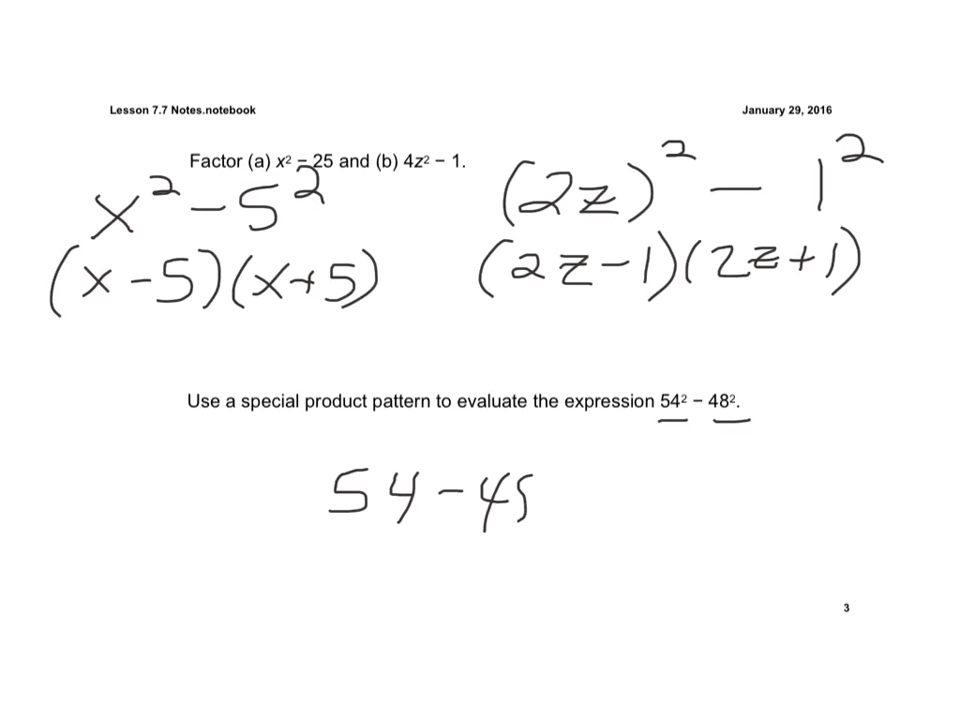 Lesson 7.7 Notes.notebook January 29, 2016
Factor (a) x² − 25 and (b) 4z² − 1.
x² − 5² (2z)² − 1²
(x − 5)(x + 5) (2z − 1)(2z + 1)
Use a special product pattern to evaluate the expression 54² − 48².
54 − 4
3